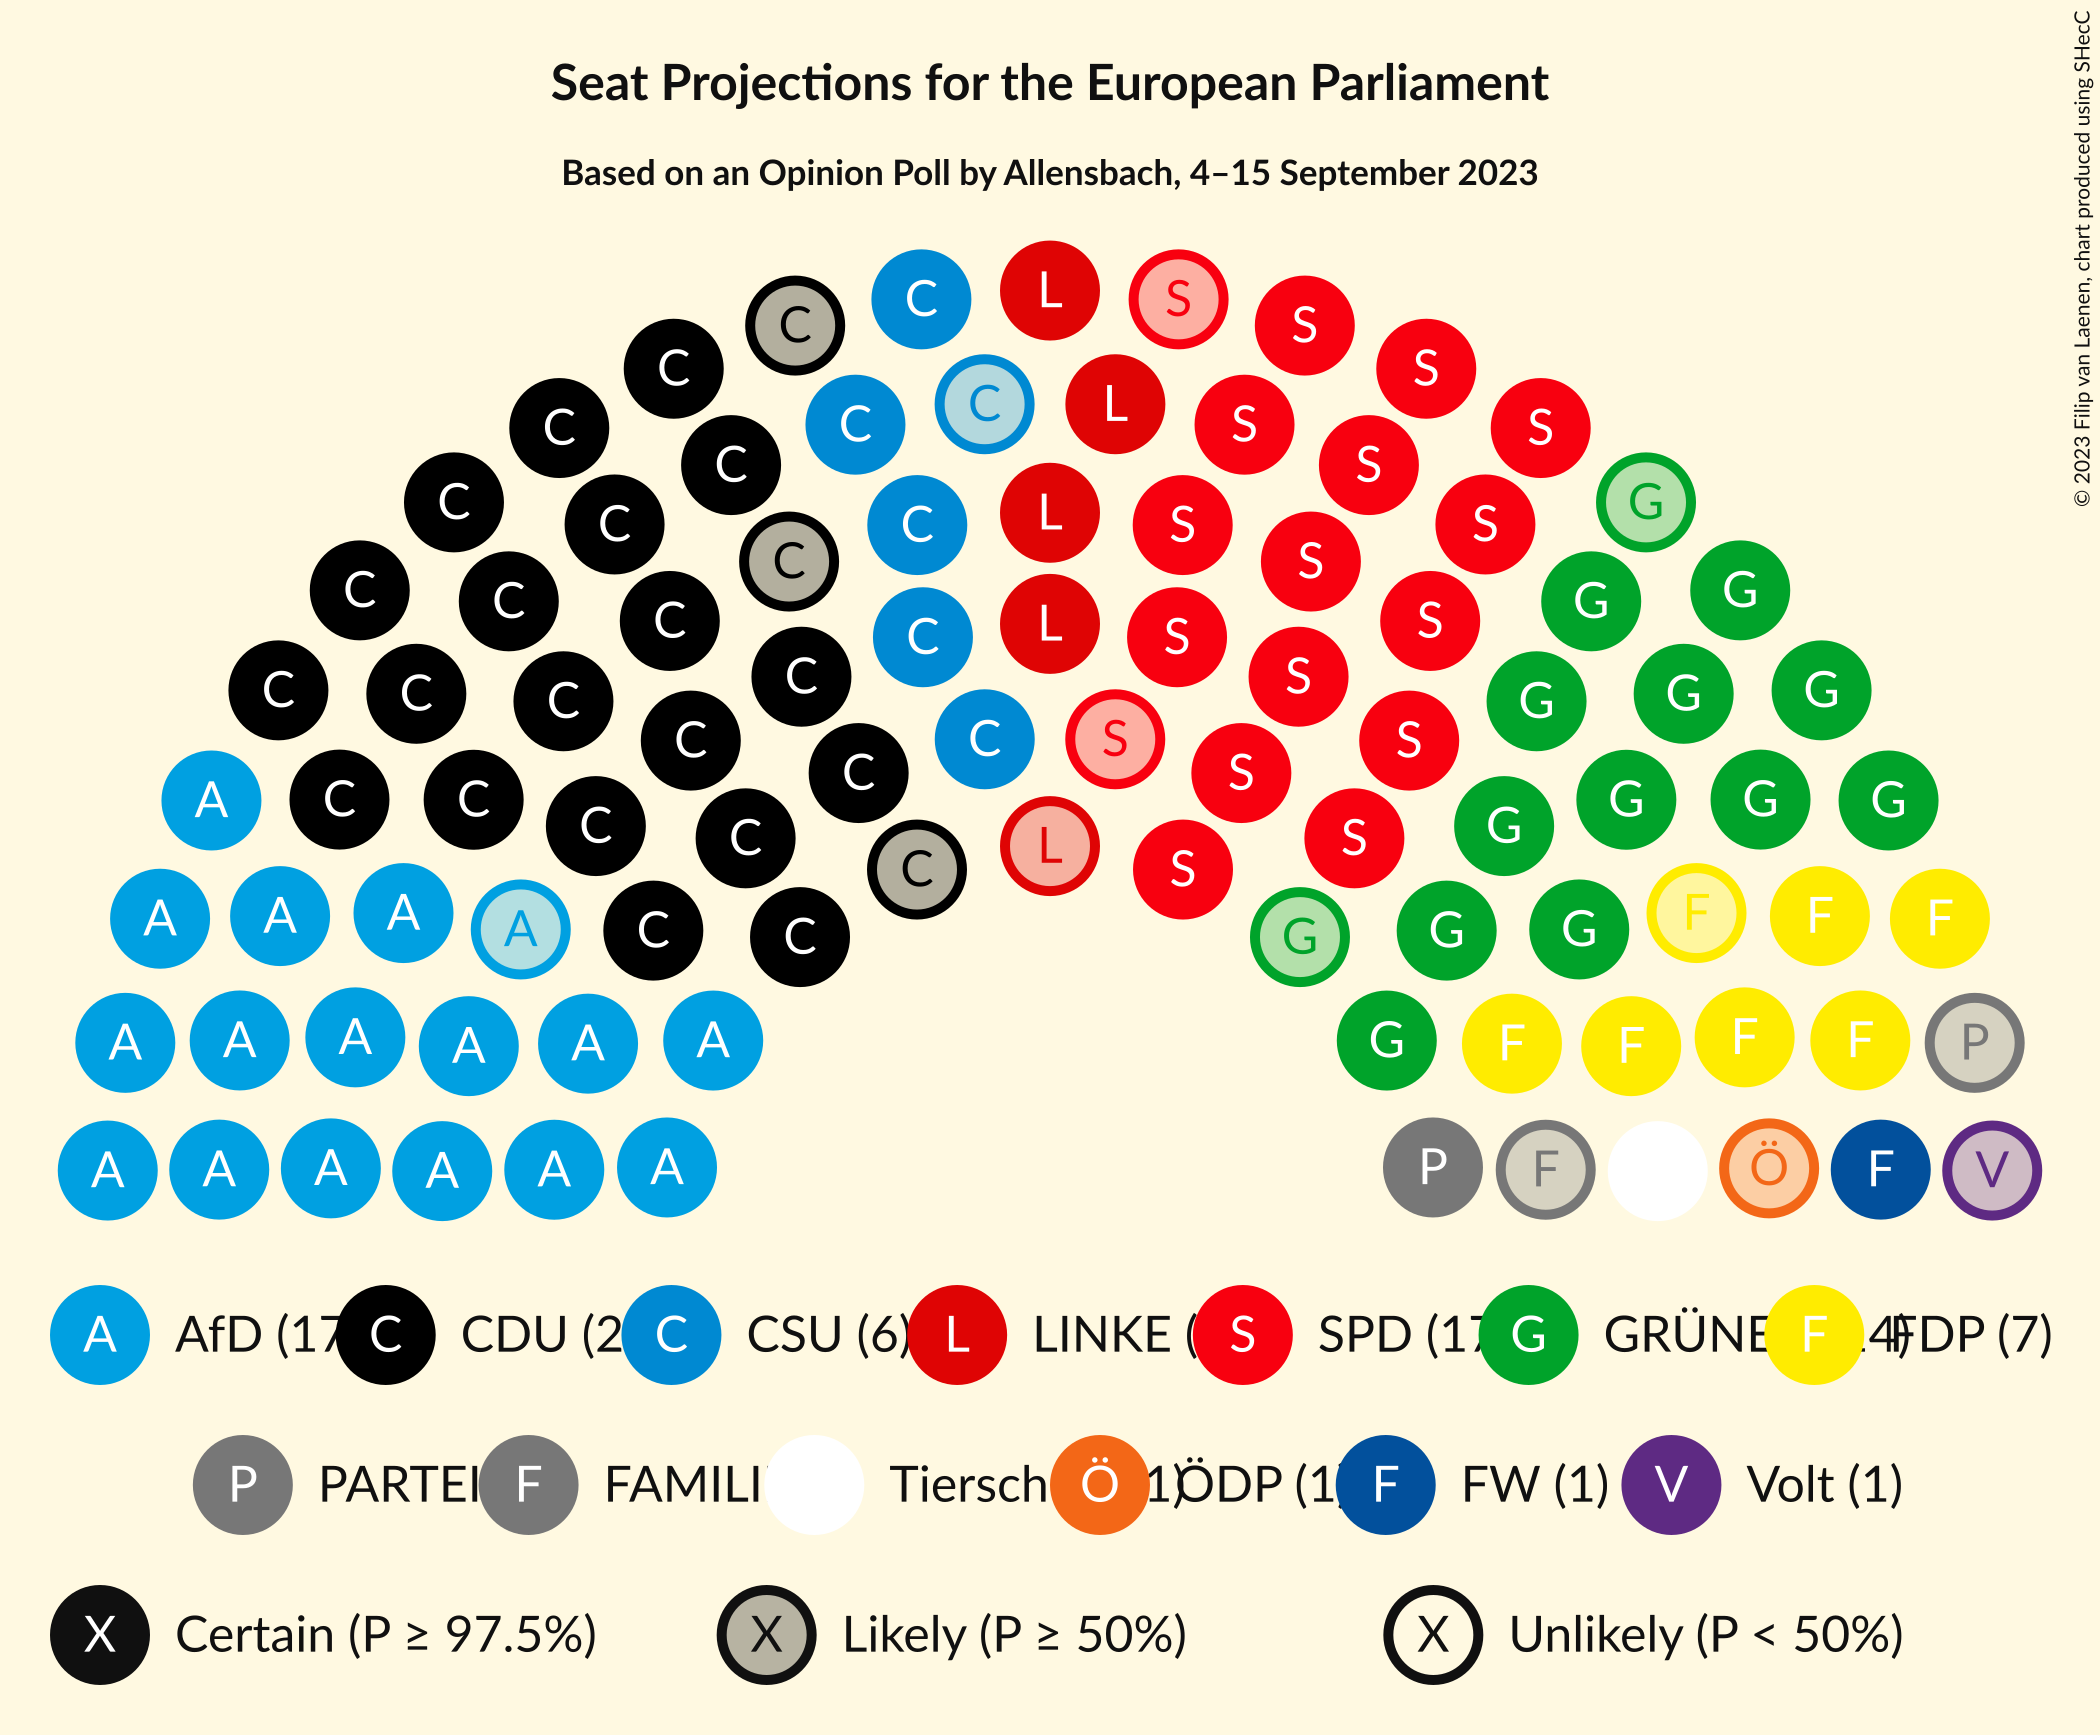 Seat Projections for the European Parliament
Based on an Opinion Poll by Allensbach, 4–15 September 2023
© 2023 Filip van Laenen, chart produced using SHecC
C C L S S
C C S S
C C L S S
C C C S S G
C C C L S S S
C C S G G
C C C L S S S
C C C C S S G G G
C C C S S S
A C C C C C L S S G G G G
A A A A C C C S G G G F F F
A A A A A A G F F F F P
A A A A A A P F Ö F V
A AfD (17 C CDU (2 C CSU (6) L LINKE ( S SPD (17 G GRÜNE 4) F FDP (7)
P PARTEI F FAMILI Tiersch 1) Ö ÖDP (1 F FW (1) V Volt (1)
X Certain (P ≥ 97.5%) X Likely (P ≥ 50%) X Unlikely (P < 50%)